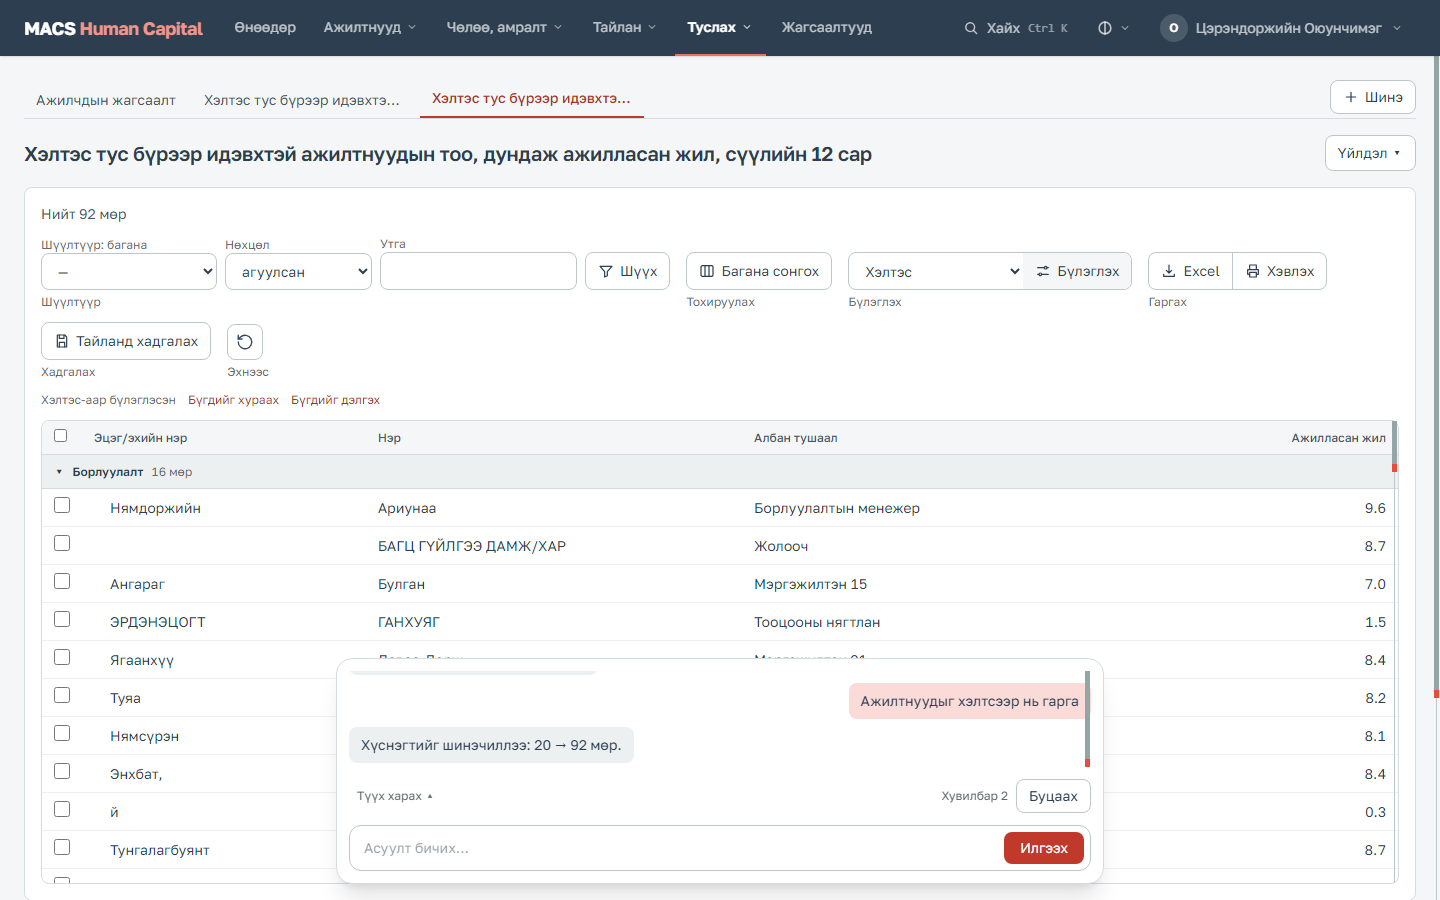 MACS Human Capital
Өнөөдөр
Ажилтнууд
Чөлөө, амралт
Тайлан
Туслах
Жагсаалтууд
Хайх Ctrl K
О Цэрэндоржийн Оюунчимэг
Ажилчдын жагсаалт
Хэлтэс тус бүрээр идэвхтэ...
Хэлтэс тус бүрээр идэвхтэ...
+ Шинэ
Хэлтэс тус бүрээр идэвхтэй ажилтнуудын тоо, дундаж ажилласан жил, сүүлийн 12 сар
Үйлдэл
Нийт 92 мөр
Шүүлтүүр: багана
Нөхцөл
Утга
—
агуулсан
Шүүх
Багана сонгох
Хэлтэс
Бүлэглэх
Excel
Хэвлэх
Шүүлтүүр
Тохируулах
Бүлэглэх
Гаргах
Тайланд хадгалах
Хадгалах
Эхнээс
Хэлтэс-аар бүлэглэсэн Бүгдийг хураах Бүгдийг дэлгэх
Эцэг/эхийн нэр Нэр Албан тушаал Ажилласан жил
Борлуулалт 16 мөр
Нямдоржийн Ариунаа Борлуулалтын менежер 9.6
БАГЦ ГҮЙЛГЭЭ ДАМЖ/ХАР Жолооч 8.7
Ангараг Булган Мэргэжилтэн 15 7.0
ЭРДЭНЭЦОГТ ГАНХУЯГ Тооцооны нягтлан 1.5
Ягаанхүү 8.4
Туяа 8.2
Нямсүрэн 8.1
Энхбат, 8.4
й 0.3
Тунгалагбуянт 8.7
Ажилтнуудыг хэлтсээр нь гарга
Хүснэгтийг шинэчиллээ: 20 → 92 мөр.
Түүх харах
Хувилбар 2
Буцаах
Асуулт бичих...
Илгээх